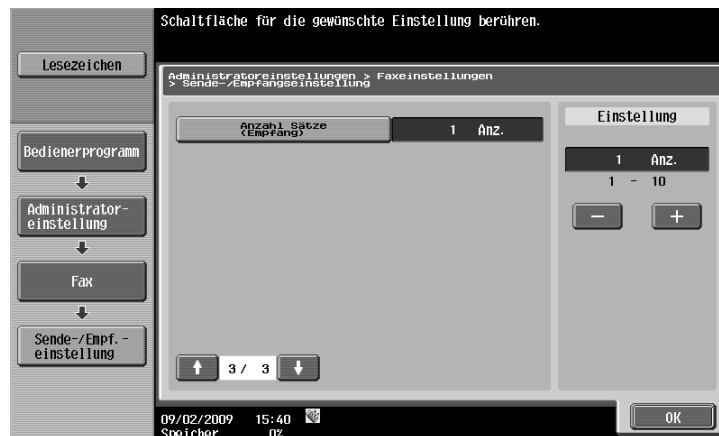 Schaltfläche für die gewünschte Einstellung berühren.
Lesezeichen
Administratoreinstellungen > Faxeinstellungen
> Sende-/Empfangseinstellung
Anzahl Sätze
(Empfang)
1 Anz.
Einstellung
1 Anz.
1 - 10
− +
Bedienerprogramm
Administrator-
einstellung
Fax
Sende-/Empf.-
einstellung
3/ 3
09/02/2009 15:40
Speicher 0%
OK